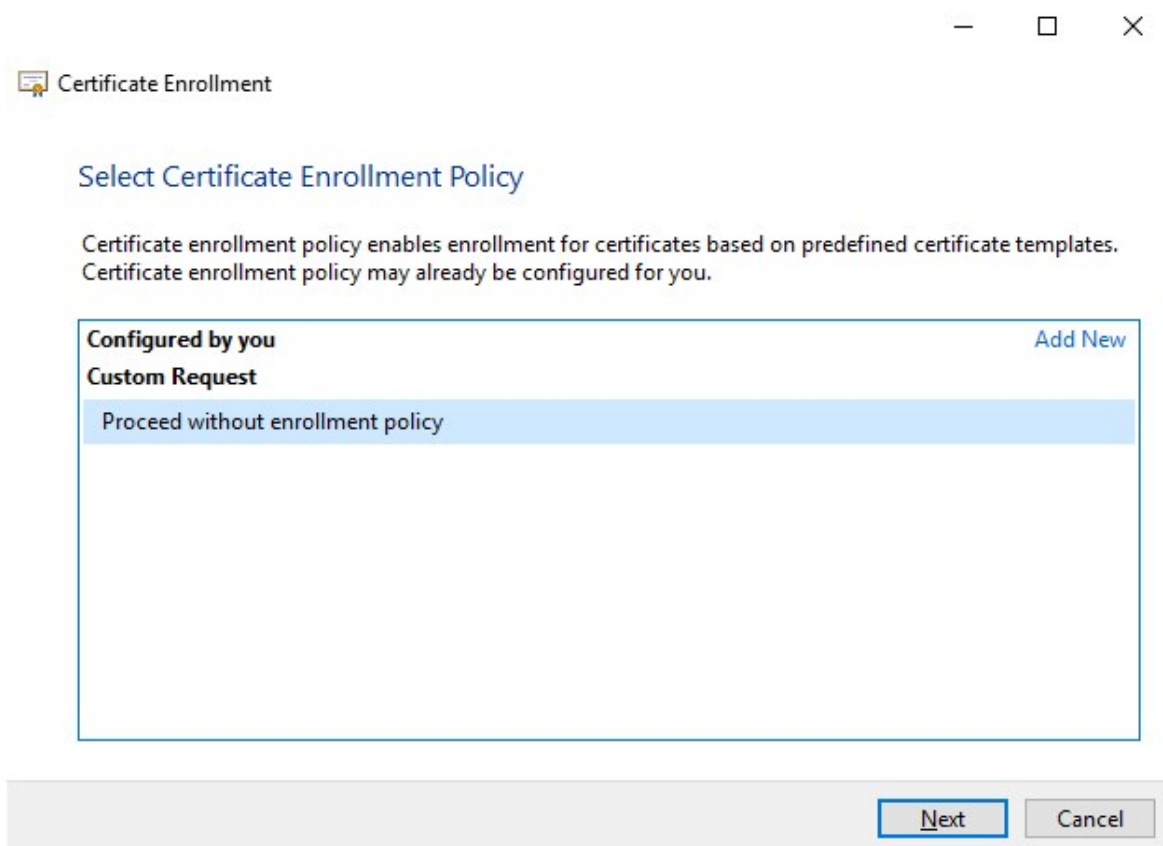 Certificate Enrollment
Select Certificate Enrollment Policy
Certificate enrollment policy enables enrollment for certificates based on predefined certificate templates.
Certificate enrollment policy may already be configured for you.
Configured by you Add New
Custom Request
Proceed without enrollment policy
Next Cancel